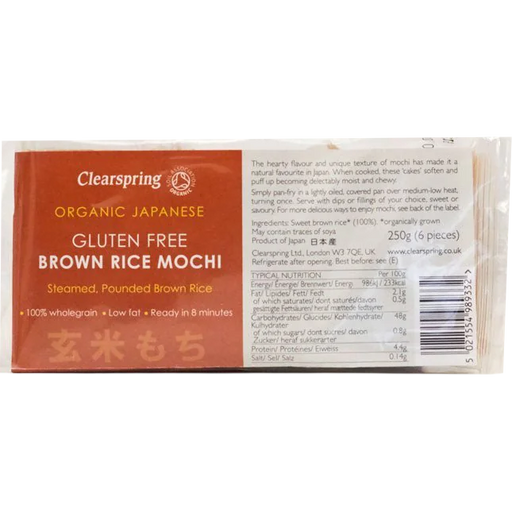 Clearspring
ORGANIC
ORGANIC JAPANESE
GLUTEN FREE
BROWN RICE MOCHI
Steamed, Pounded Brown Rice
• 100% wholegrain • Low fat • Ready in 8 minutes
玄米もち
The hearty flavour and unique texture of mochi has made it a
natural favourite in Japan. When cooked, these 'cakes' soften and
puff up becoming delectably moist and chewy.
Simply pan-fry in a lightly oiled, covered pan over medium-low heat,
turning once. Serve with dips or fillings of your choice, sweet or
savoury. For more delicious ways to enjoy mochi, see back of the label.
Ingredients: Sweet brown rice* (100%). *organically grown
May contain traces of soya
Product of Japan 日本産
250g (6 pieces)
Clearspring Ltd, London W3 7QE, UK
www.clearspring.co.uk
Refrigerate after opening. Best before: see (E)
TYPICAL NUTRITION Per 100g
Energy/ Energie/ Brennwert/ Energi 986kJ / 233kcal
Fat/ Lipides/ Fett/ Fedt 2.1g
of which saturates/ dont saturés/davon 0.5g
gesättigte Fettsäuren/ heraf mættede fedtsyrer
Carbohydrates/ Glucides/ Kohlenhydrate/ 48g
Kulhydrater
of which sugars/ dont sucres/ davon 0.8g
Zucker/ heraf sukkerarter
Protein/ Protéines/ Eiweiss 4.4g
Salt/ Sel/ Salz 0.14g
5 021554 989332 >